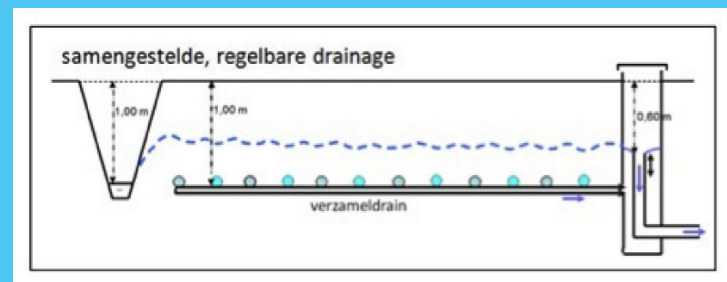 samengestelde, regelbare drainage
1,00 m
1,00 m
0,60 m
verzameldrain